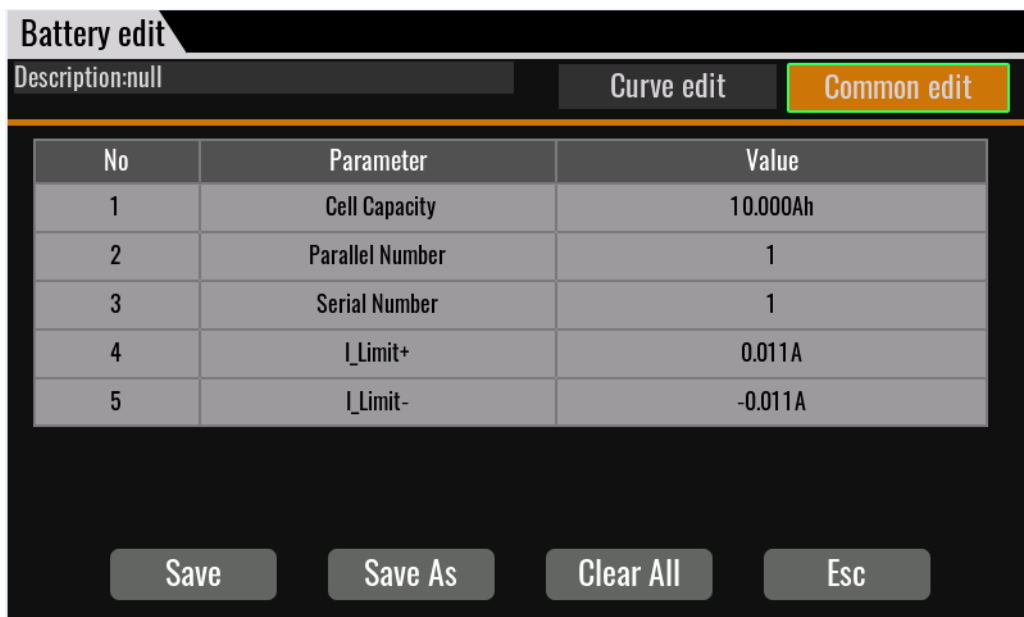 Battery edit
Description:null
Curve edit
Common edit
No Parameter Value
1 Cell Capacity 10.000Ah
2 Parallel Number 1
3 Serial Number 1
4 I_Limit+ 0.011A
5 I_Limit- -0.011A
Save Save As Clear All Esc